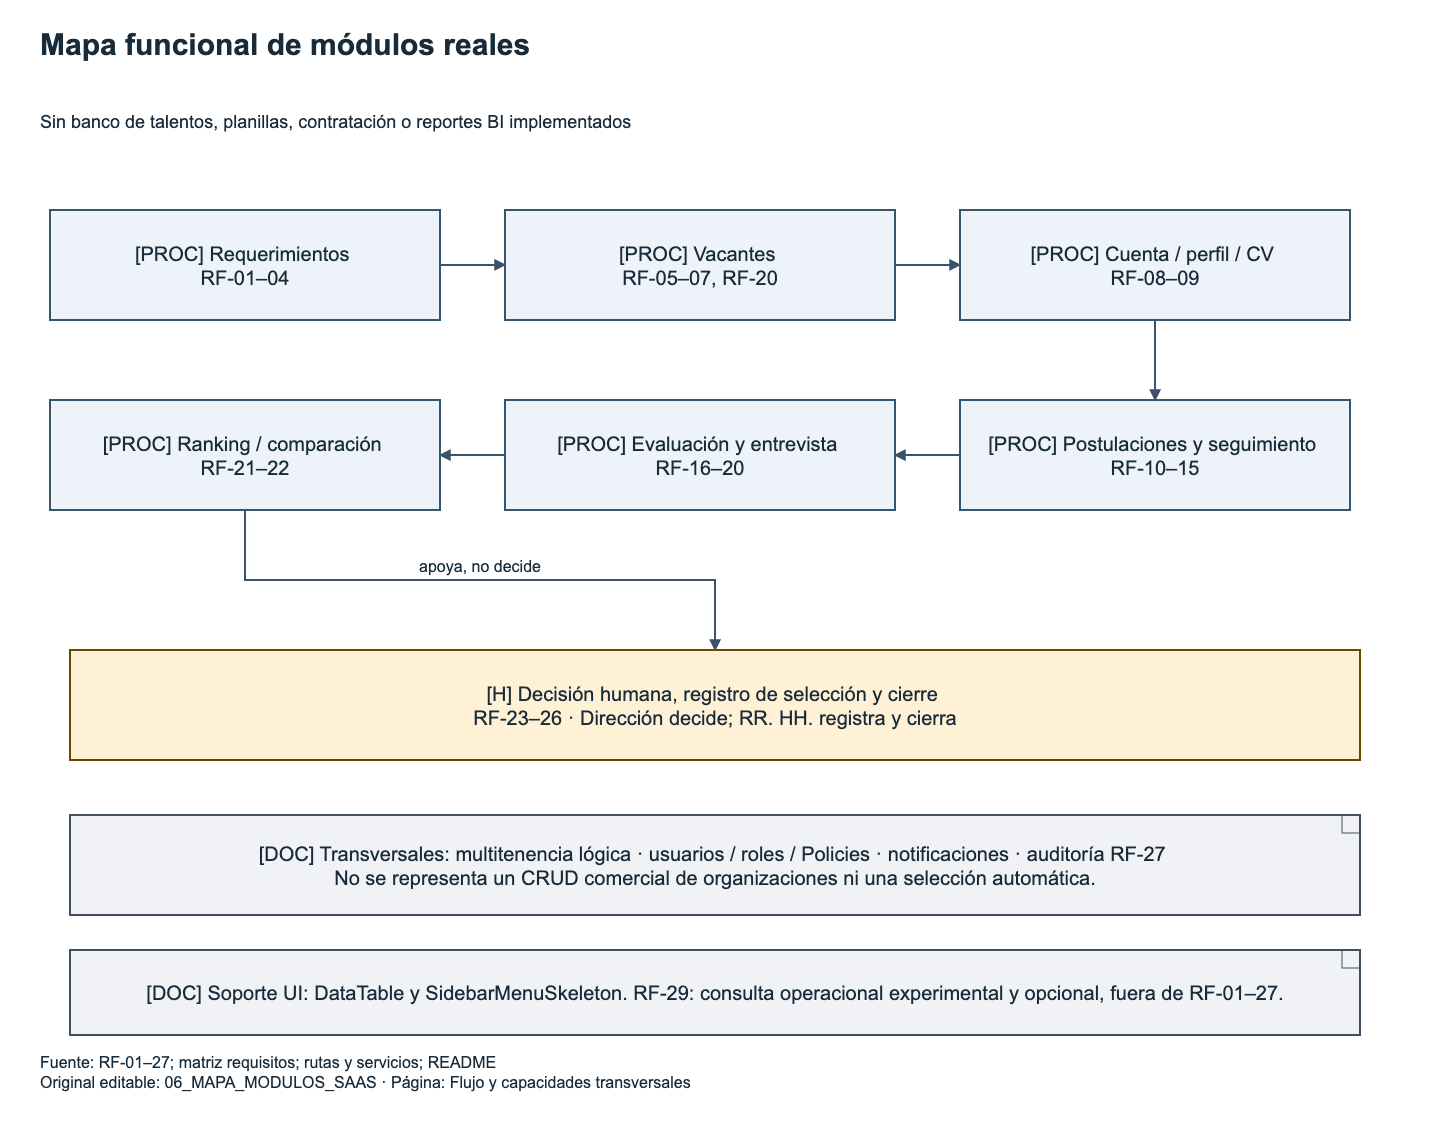 Mapa funcional de módulos reales
Sin banco de talentos, planillas, contratación o reportes BI implementados
[PROC] Requerimientos
RF-01–04
[PROC] Vacantes
RF-05–07, RF-20
[PROC] Cuenta / perfil / CV
RF-08–09
[PROC] Ranking / comparación
RF-21–22
[PROC] Evaluación y entrevista
RF-16–20
[PROC] Postulaciones y seguimiento
RF-10–15
apoya, no decide
[H] Decisión humana, registro de selección y cierre
RF-23–26 · Dirección decide; RR. HH. registra y cierra
[DOC] Transversales: multitenencia lógica · usuarios / roles / Policies · notificaciones · auditoría RF-27
No se representa un CRUD comercial de organizaciones ni una selección automática.
[DOC] Soporte UI: DataTable y SidebarMenuSkeleton. RF-29: consulta operacional experimental y opcional, fuera de RF-01–27.
Fuente: RF-01–27; matriz requisitos; rutas y servicios; README
Original editable: 06_MAPA_MODULOS_SAAS · Página: Flujo y capacidades transversales